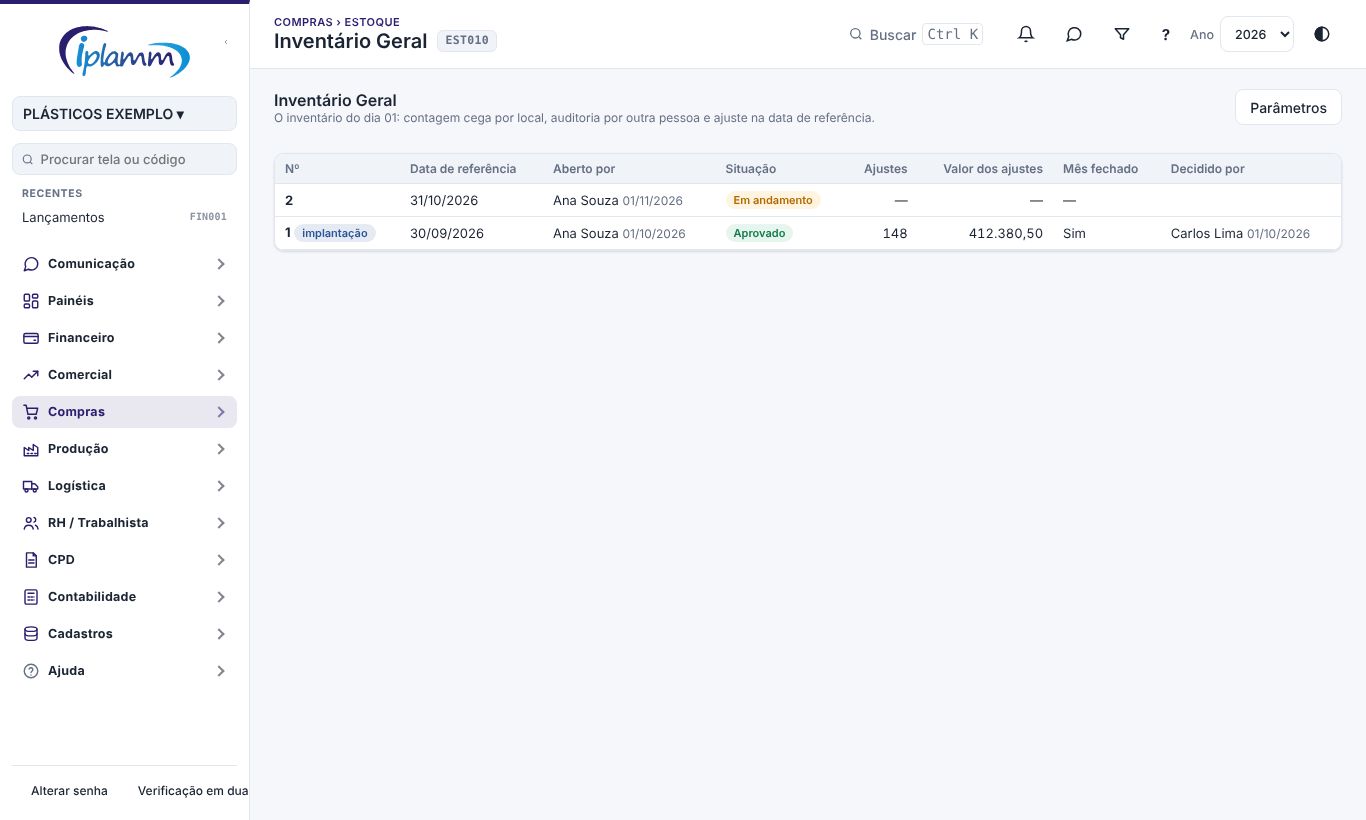 iplamm
PLÁSTICOS EXEMPLO ▾
Procurar tela ou código
RECENTES
Lançamentos FIN001
Comunicação
Painéis
Financeiro
Comercial
Compras
Produção
Logística
RH / Trabalhista
CPD
Contabilidade
Cadastros
Ajuda
Alterar senha Verificação em dua
COMPRAS › ESTOQUE
Inventário Geral EST010
Buscar Ctrl K ? Ano 2026
Inventário Geral
O inventário do dia 01: contagem cega por local, auditoria por outra pessoa e ajuste na data de referência.
Parâmetros
Nº Data de referência Aberto por Situação Ajustes Valor dos ajustes Mês fechado Decidido por
2 31/10/2026 Ana Souza 01/11/2026 Em andamento — — —
1 implantação 30/09/2026 Ana Souza 01/10/2026 Aprovado 148 412.380,50 Sim Carlos Lima 01/10/2026